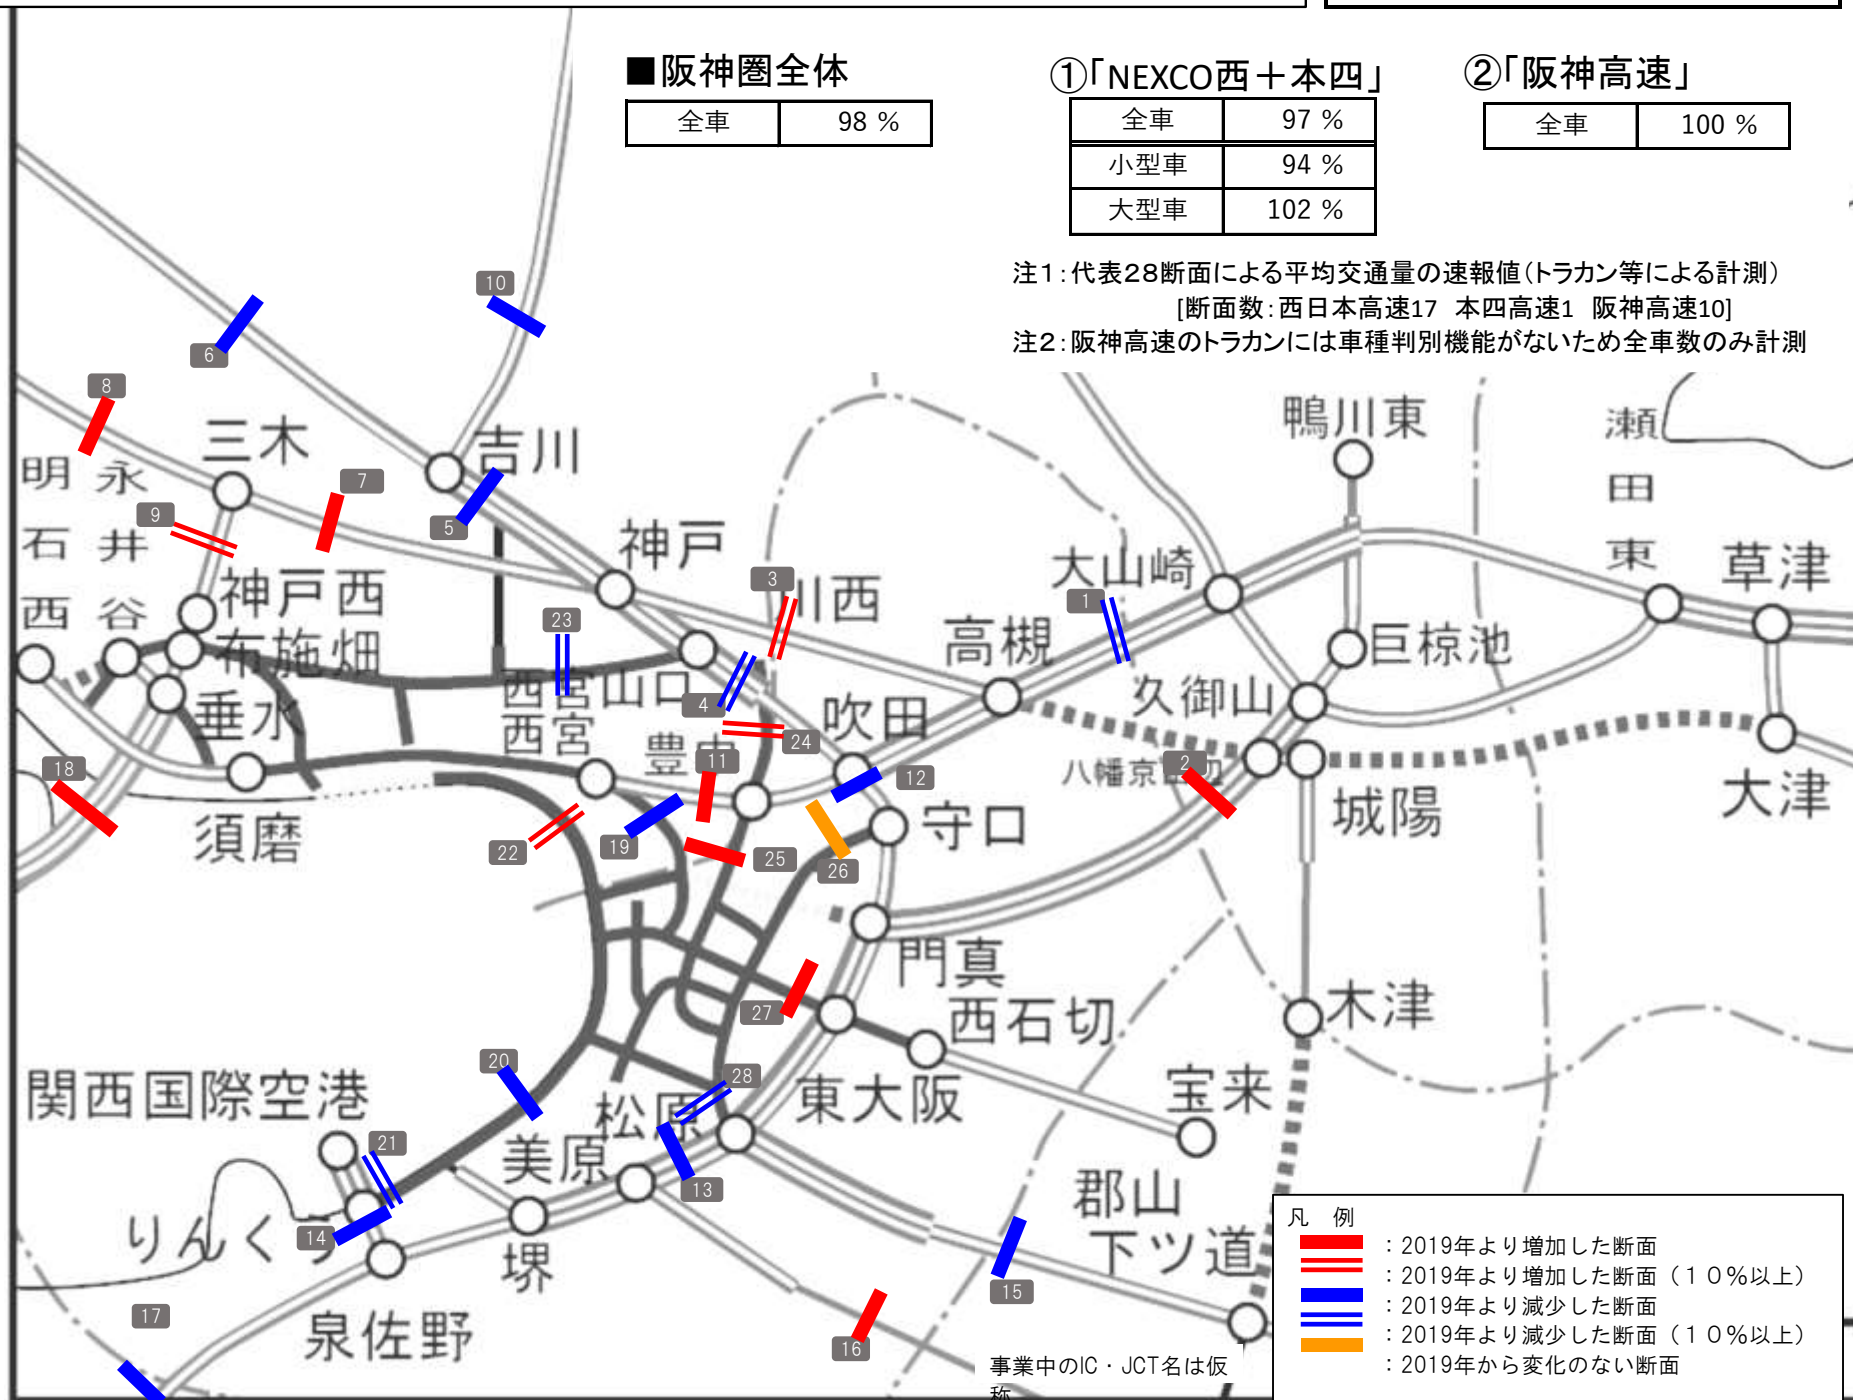 ■阪神圏全体
全車 98 %
①「NEXCO西＋本四」
全車 97 %
小型車 94 %
大型車 102 %
②「阪神高速」
全車 100 %
注1：代表28断面による平均交通量の速報値（トラカン等による計測）
[断面数：西日本高速17 本四高速1 阪神高速10]
注2：阪神高速のトラカンには車種判別機能がないため全車数のみ計測
10
6
8
三木
吉川
鴨川東
瀬田東
明石西
永井谷
7
9
5
神戸
3
川西
大山崎
1
草津
神戸西
布施畑
23
高槻
巨椋池
西宮山口
4
久御山
垂水
西宮
吹田
24
豊中
11
18
12
八幡京田辺
2
大津
須磨
22
19
25
26
守口
城陽
門真
27
西石切
木津
関西国際空港
20
28
松原
東大阪
宝来
21
美原
13
郡山
下ツ道
りんくう
14
堺
15
17
泉佐野
16
事業中のIC・JCT名は仮
称
凡 例
：2019年より増加した断面
：2019年より増加した断面（１０％以上）
：2019年より減少した断面
：2019年より減少した断面（１０％以上）
：2019年から変化のない断面